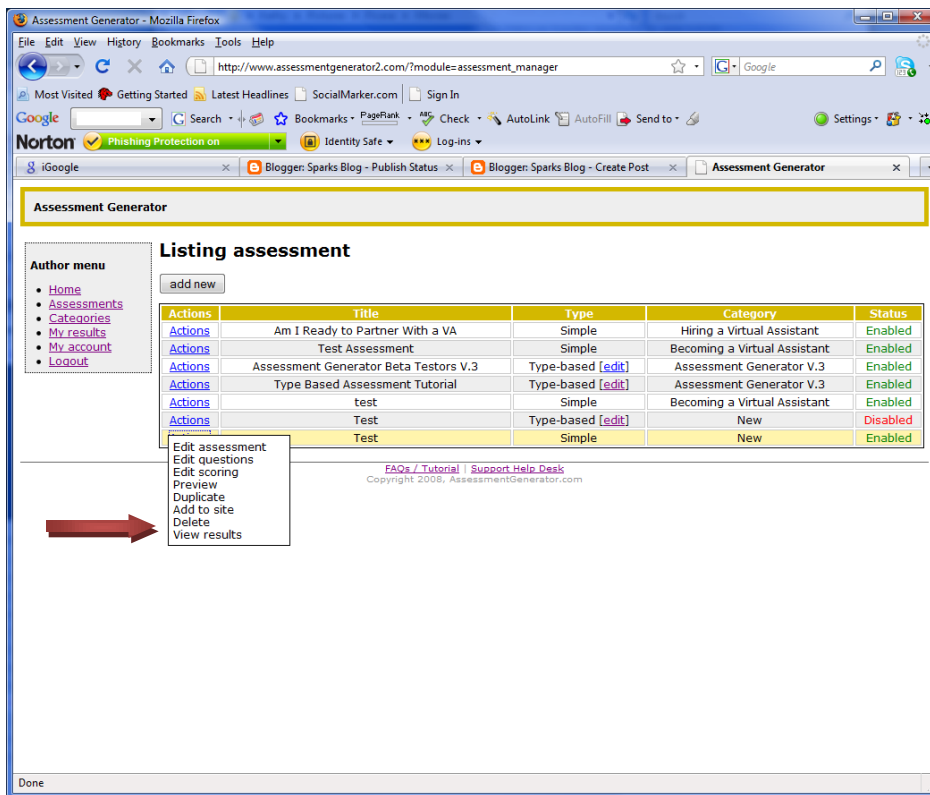 Assessment Generator - Mozilla Firefox
File Edit View History Bookmarks Tools Help
http://www.assessmentgenerator2.com/?module=assessment_manager Google
Most Visited Getting Started Latest Headlines SocialMarker.com Sign In
Google Search Bookmarks PageRank Check AutoLink AutoFill Send to Settings
Norton Phishing Protection on Identity Safe Log-ins
iGoogle Blogger: Sparks Blog - Publish Status Blogger: Sparks Blog - Create Post Assessment Generator
Assessment Generator
Author menu
Home
Assessments
Categories
My results
My account
Logout
Listing assessment
add new
Actions Title Type Category Status
Actions Am I Ready to Partner With a VA Simple Hiring a Virtual Assistant Enabled
Actions Test Assessment Simple Becoming a Virtual Assistant Enabled
Actions Assessment Generator Beta Testors V.3 Type-based [edit] Assessment Generator V.3 Enabled
Actions Type Based Assessment Tutorial Type-based [edit] Assessment Generator V.3 Enabled
Actions test Simple Becoming a Virtual Assistant Enabled
Actions Test Type-based [edit] New Disabled
Test Simple New Enabled
Edit assessment
Edit questions
Edit scoring
Preview
Duplicate
Add to site
Delete
View results
FAQs / Tutorial | Support Help Desk
Copyright 2008, AssessmentGenerator.com
Done